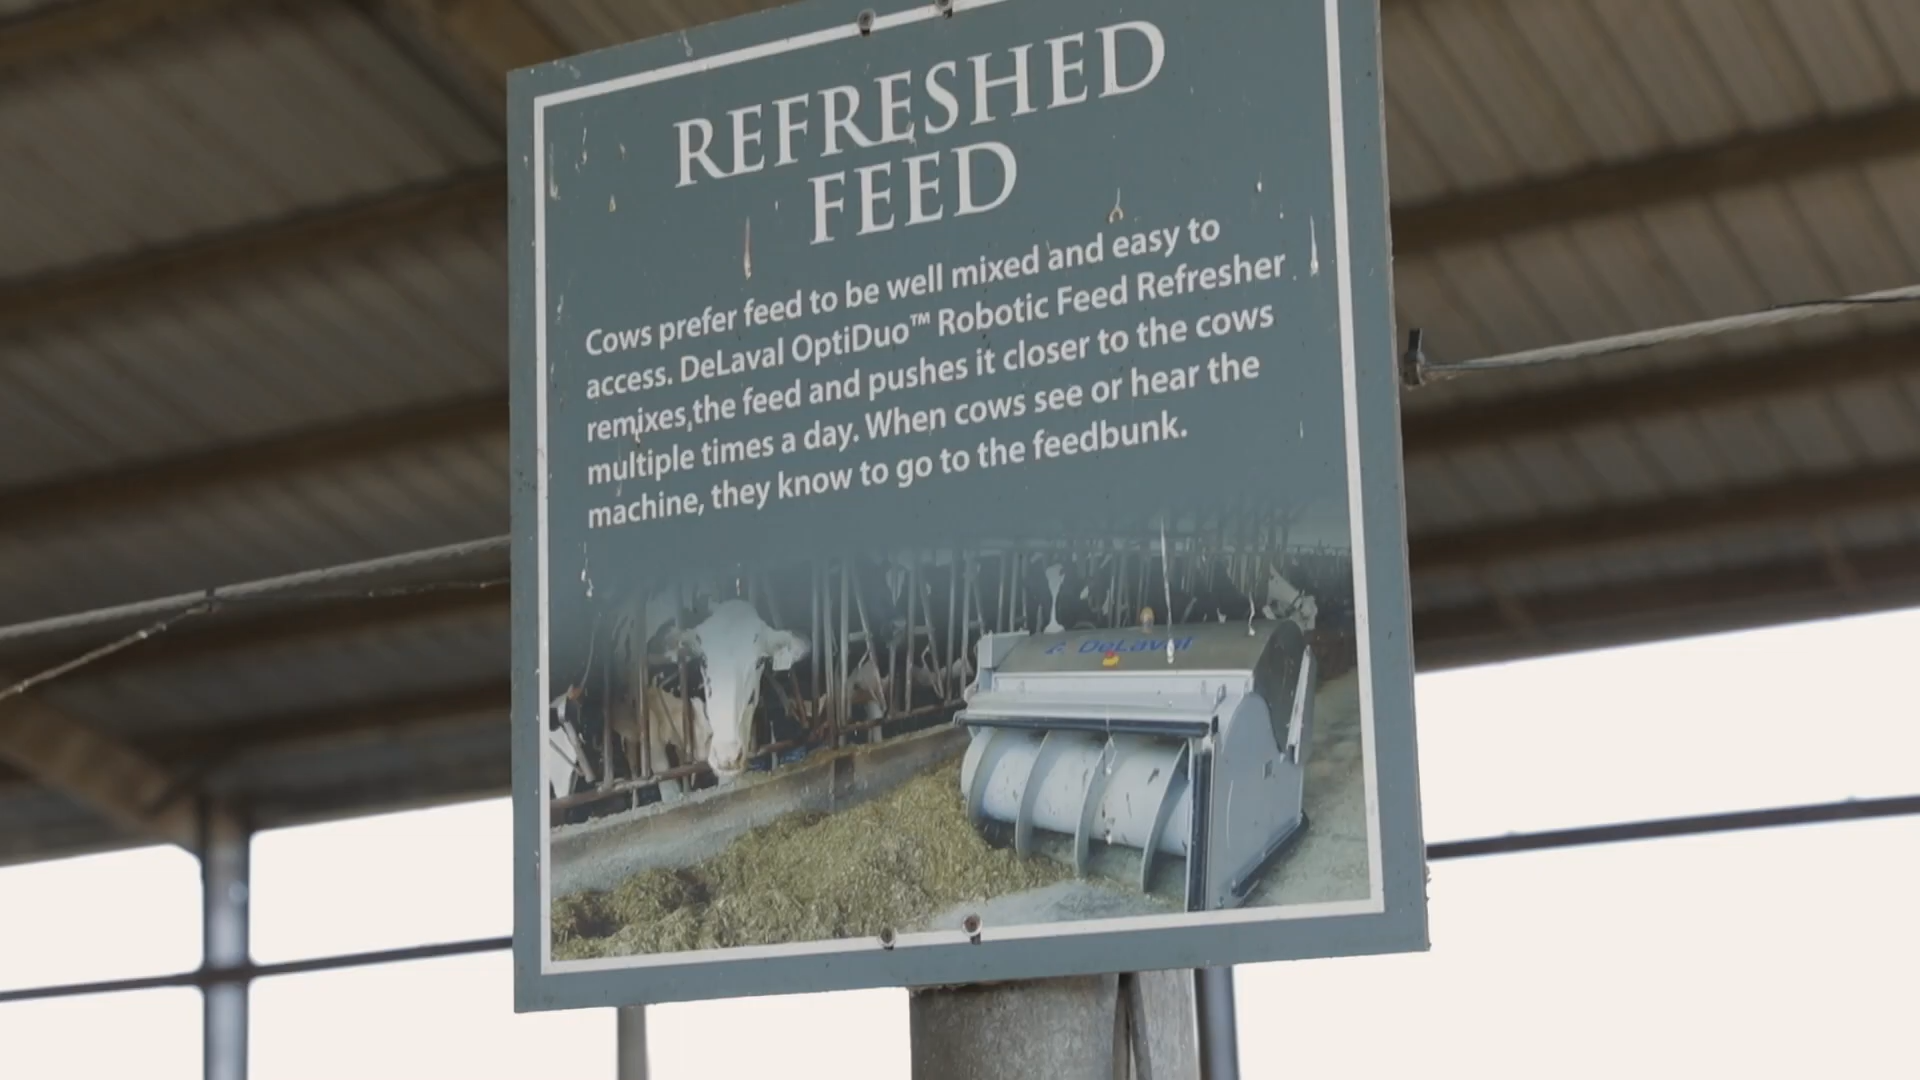 REFRESHED
FEED
Cows prefer feed to be well mixed and easy to
access. DeLaval OptiDuo™ Robotic Feed Refresher
remixes the feed and pushes it closer to the cows
multiple times a day. When cows see or hear the
machine, they know to go to the feedbunk.
DeLaval